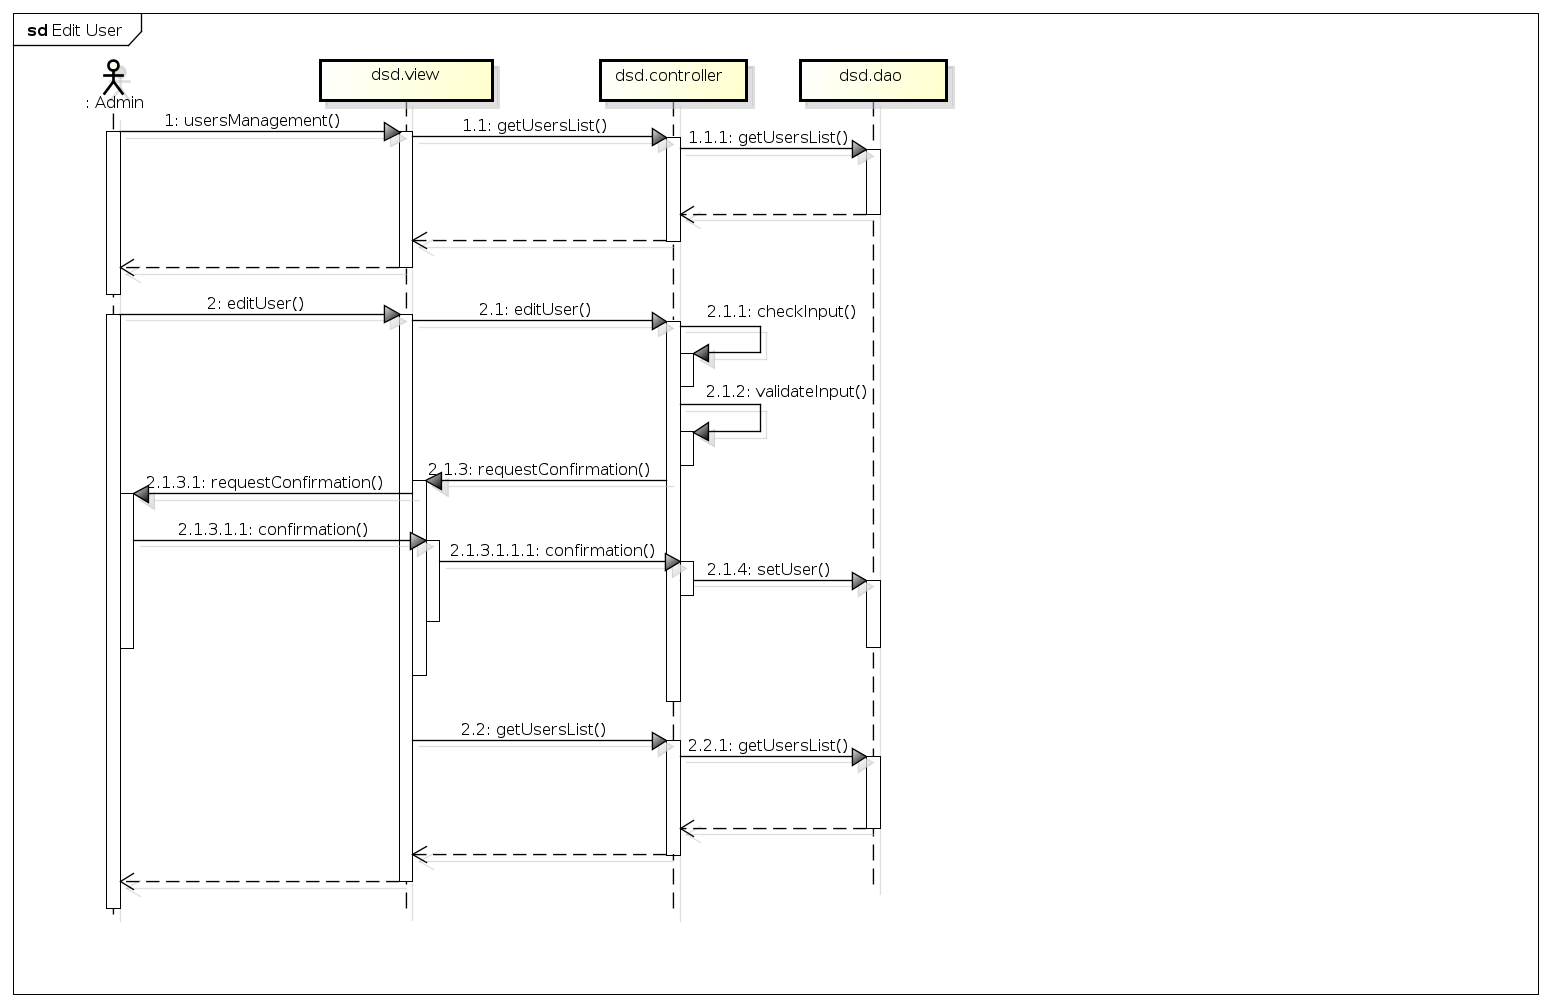 sd Edit User
dsd.view
dsd.controller
dsd.dao
: Admin
1: usersManagement()
1.1: getUsersList()
1.1.1: getUsersList()
2: editUser()
2.1: editUser()
2.1.1: checkInput()
2.1.2: validateInput()
2.1.3: requestConfirmation()
2.1.3.1: requestConfirmation()
2.1.3.1.1: confirmation()
2.1.3.1.1.1: confirmation()
2.1.4: setUser()
2.2: getUsersList()
2.2.1: getUsersList()